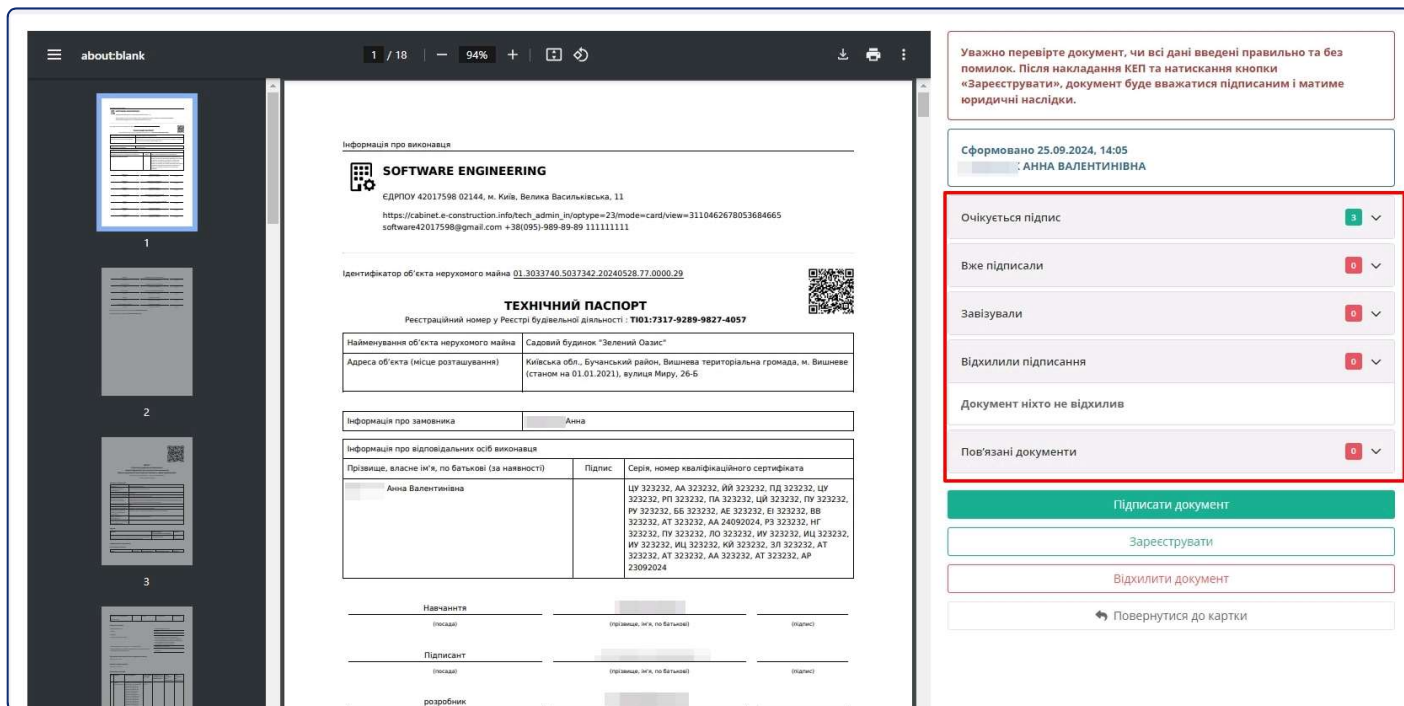 about:blank
1 / 18
94%
1
2
3
Інформація про виконавця
SOFTWARE ENGINEERING
ЄДРПОУ 42017598 02144, м. Київ, Велика Васильківська, 11
https://cabinet.e-construction.info/tech_admin_in/optype=23/mode=card/view=3110462678053684665
software42017598@gmail.com +38(095)-989-89-89 111111111
Ідентифікатор об'єкта нерухомого майна 01.3033740.5037342.20240528.77.0000.29
ТЕХНІЧНИЙ ПАСПОРТ
Реєстраційний номер у Реєстрі будівельної діяльності : TI01:7317-9289-9827-4057
Найменування об'єкта нерухомого майна Садовий будинок "Зелений Оазис"
Адреса об'єкта (місце розташування) Київська обл., Бучанський район, Вишнева територіальна громада, м. Вишневе
(станом на 01.01.2021), вулиця Миру, 26-Б
Інформація про замовника Анна
Інформація про відповідальних осіб виконавця
Прізвище, власне ім'я, по батькові (за наявності) Підпис Серія, номер кваліфікаційного сертифіката
Анна Валентинівна ЦУ 323232, АА 323232, ЙЙ 323232, ПД 323232, ЦУ
323232, РП 323232, ПА 323232, ЦЙ 323232, ПУ 323232,
РУ 323232, ББ 323232, АЕ 323232, ЕІ 323232, ВВ
323232, АТ 323232, АА 24092024, РЗ 323232, НГ
323232, ПУ 323232, ЛО 323232, ИУ 323232, ИЦ 323232,
ИУ 323232, ИЦ 323232, КЙ 323232, ЗЛ 323232, АТ
323232, АТ 323232, АА 323232, АТ 323232, АР
23092024
Навчанття
(посада) (прізвище, ім'я, по батькові) (підпис)
Підписант
(посада) (прізвище, ім'я, по батькові) (підпис)
розробник
Уважно перевірте документ, чи всі дані введені правильно та без
помилок. Після накладання КЕП та натискання кнопки
«Зареєструвати», документ буде вважатися підписаним і матиме
юридичні наслідки.
Сформовано 25.09.2024, 14:05
АННА ВАЛЕНТИНІВНА
Очікується підпис 3
Вже підписали 0
Завізували 0
Відхилили підписання 0
Документ ніхто не відхилив
Пов'язані документи 0
Підписати документ
Зареєструвати
Відхилити документ
Повернутися до картки